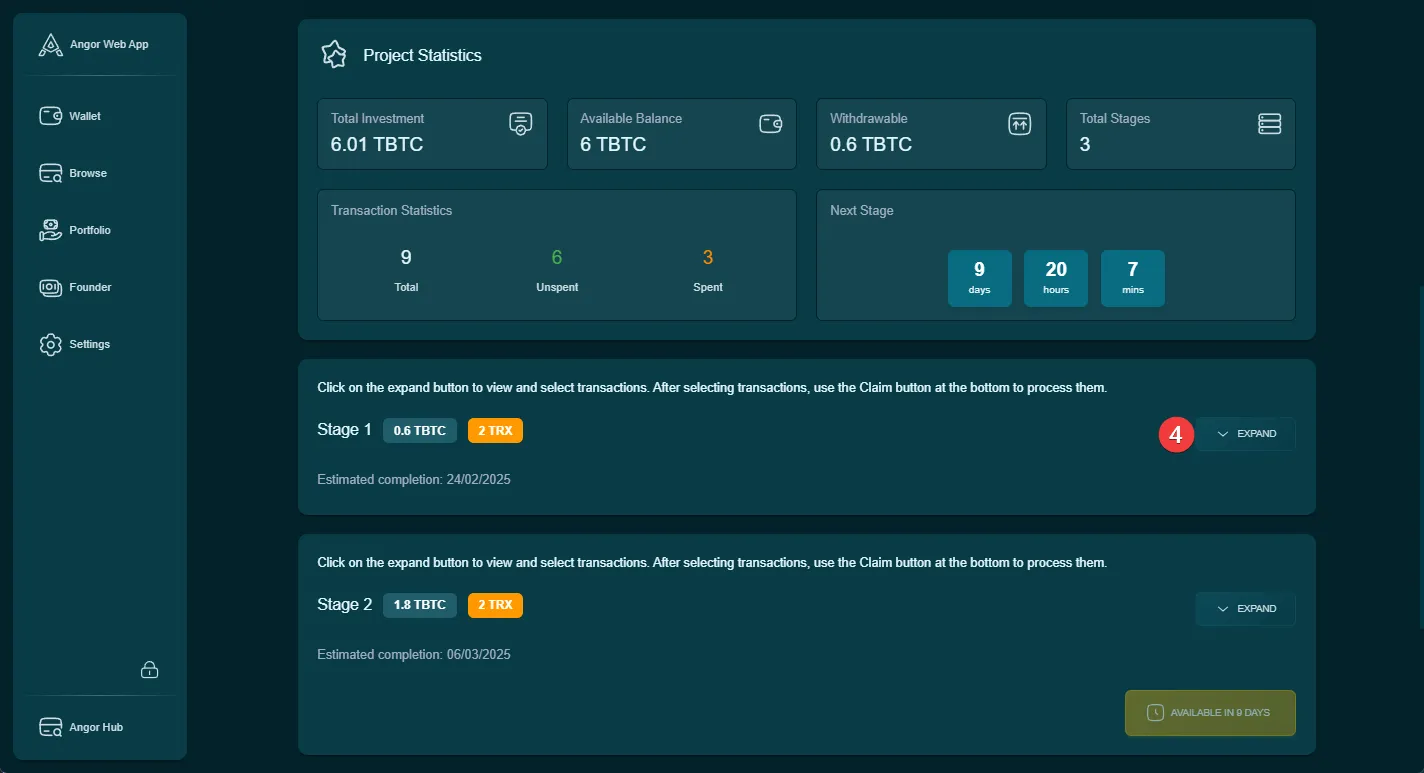 Angor Web App
Wallet
Browse
Portfolio
Founder
Settings
Angor Hub
Project Statistics
Total Investment
6.01 TBTC
Available Balance
6 TBTC
Withdrawable
0.6 TBTC
Total Stages
3
Transaction Statistics
9
Total
6
Unspent
3
Spent
Next Stage
9
days
20
hours
7
mins
Click on the expand button to view and select transactions. After selecting transactions, use the Claim button at the bottom to process them.
Stage 1 0.6 TBTC 2 TRX
4 EXPAND
Estimated completion: 24/02/2025
Click on the expand button to view and select transactions. After selecting transactions, use the Claim button at the bottom to process them.
Stage 2 1.8 TBTC 2 TRX
EXPAND
Estimated completion: 06/03/2025
AVAILABLE IN 9 DAYS